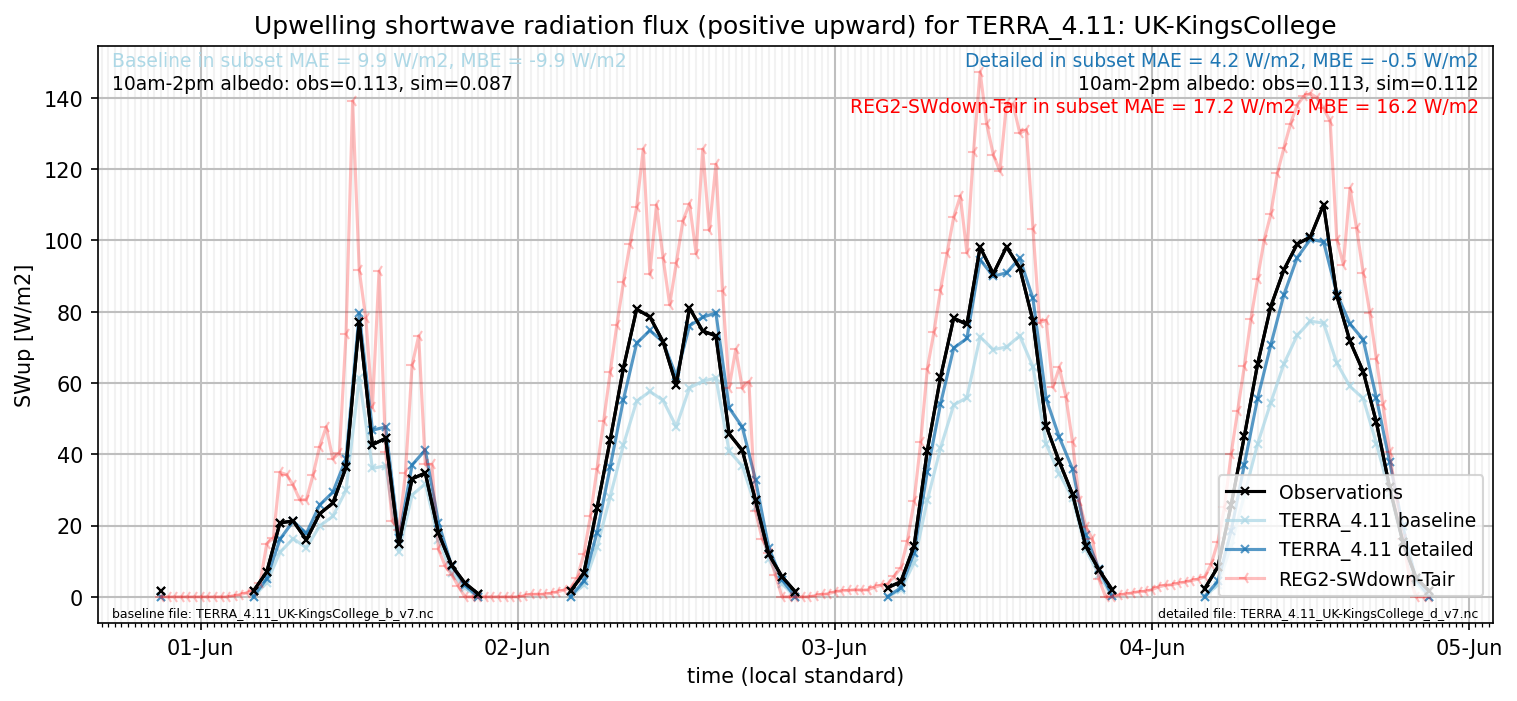 Upwelling shortwave radiation flux (positive upward) for TERRA_4.11: UK-KingsCollege
Baseline in subset MAE = 9.9 W/m2, MBE = -9.9 W/m2
10am-2pm albedo: obs=0.113, sim=0.087
Detailed in subset MAE = 4.2 W/m2, MBE = -0.5 W/m2
10am-2pm albedo: obs=0.113, sim=0.112
REG2-SWdown-Tair in subset MAE = 17.2 W/m2, MBE = 16.2 W/m2
SWup [W/m2]
140
120
100
80
60
40
20
0
Observations
TERRA_4.11 baseline
TERRA_4.11 detailed
REG2-SWdown-Tair
baseline file: TERRA_4.11_UK-KingsCollege_b_v7.nc
detailed file: TERRA_4.11_UK-KingsCollege_d_v7.nc
01-Jun
02-Jun
03-Jun
04-Jun
05-Jun
time (local standard)